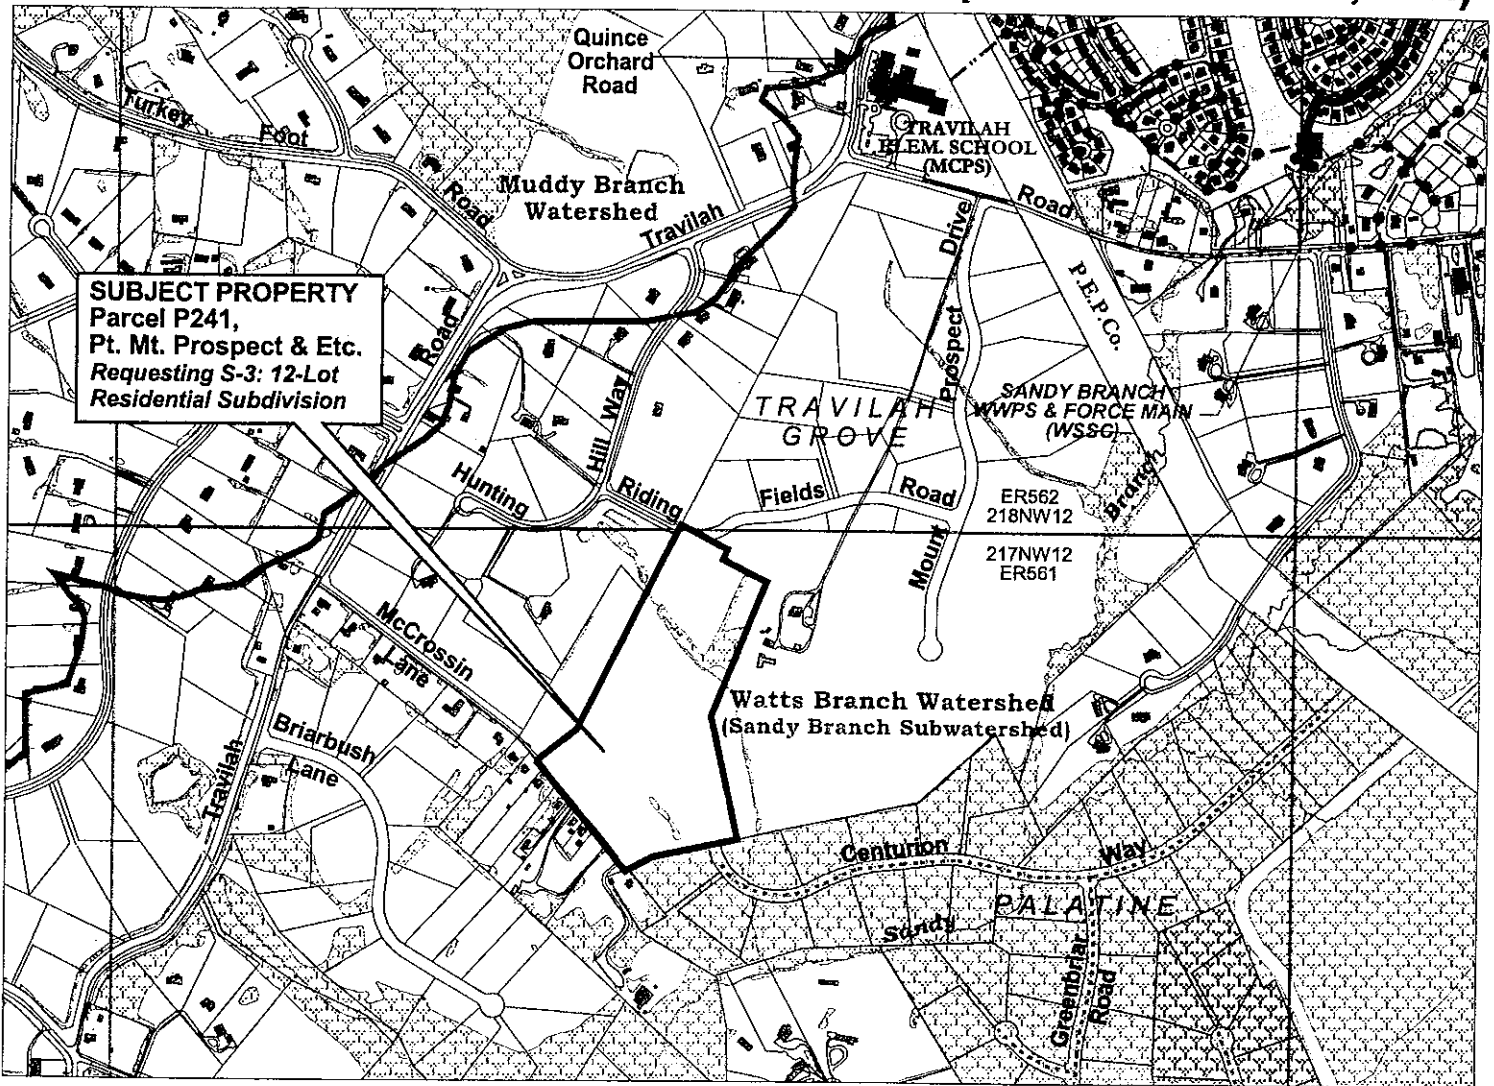 Quince
Orchard
Road
Turkey
Foot
Road
TRAVILAH
ELEM. SCHOOL
(MCPS)
Muddy Branch
Watershed
Travilah
Road
Drive
P.E.P.Co.
SUBJECT PROPERTY
Parcel P241,
Pt. Mt. Prospect & Etc.
Requesting S-3: 12-Lot
Residential Subdivision
Road
Prospect
SANDY BRANCH
WWPS & FORCE MAIN
(WSSC)
TRAVILAH
GROVE
Hill Way
Hunting
Riding
Fields
Road
Branch
ER562
218NW12
217NW12
ER561
Mount
McCrossin
Lane
Watts Branch Watershed
(Sandy Branch Subwatershed)
Briarbush
Lane
Travilah
Centurion
Way
PALATINE
Sandy
Greenbriar
Road